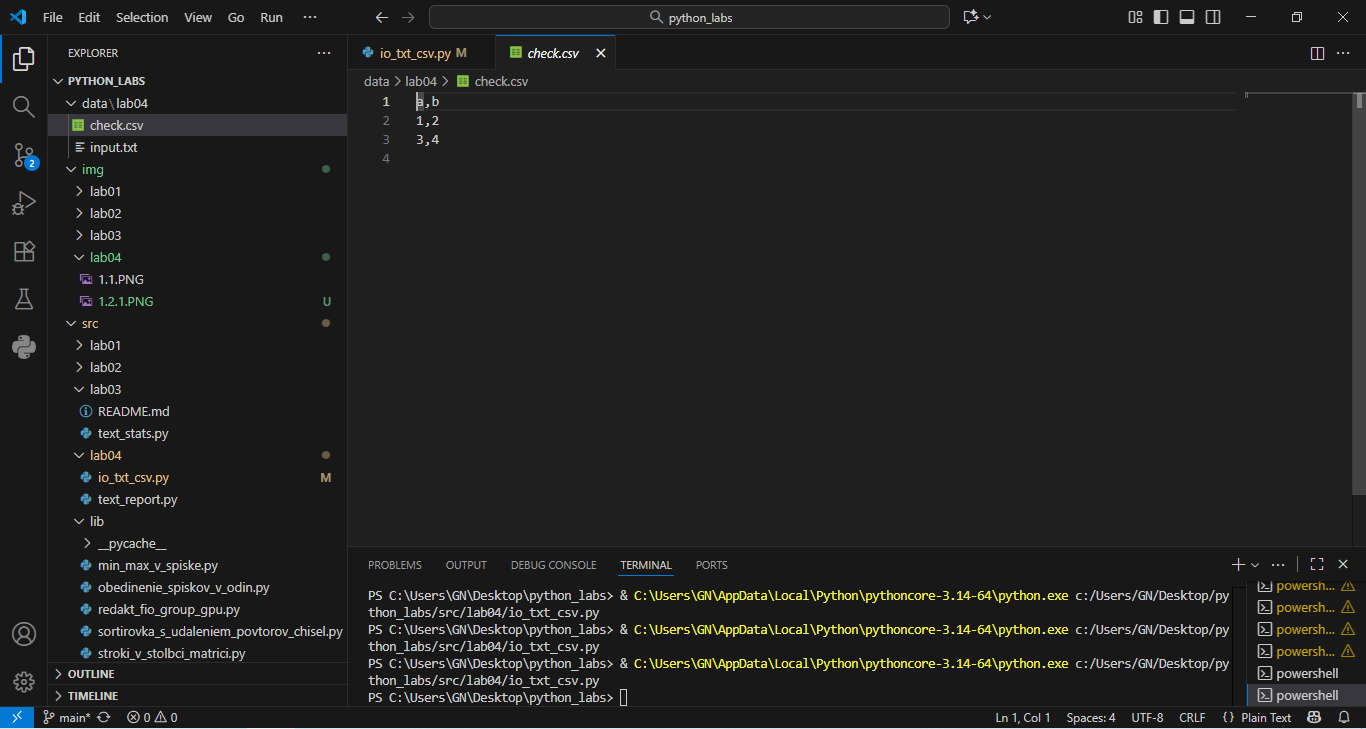 File Edit Selection View Go Run ··· python_labs
EXPLORER ···
PYTHON_LABS
data\lab04
check.csv
input.txt
img
lab01
lab02
lab03
lab04
1.1.PNG
1.2.1.PNG U
src
lab01
lab02
lab03
README.md
text_stats.py
lab04
io_txt_csv.py M
text_report.py
lib
__pycache__
min_max_v_spiske.py
obedinenie_spiskov_v_odin.py
redakt_fio_group_gpu.py
sortirovka_s_udaleniem_povtorov_chisel.py
stroki_v_stolbci_matrici.py
OUTLINE
TIMELINE
2
io_txt_csv.py M check.csv
data > lab04 > check.csv
1 a,b
2 1,2
3 3,4
4
PROBLEMS OUTPUT DEBUG CONSOLE TERMINAL PORTS
PS C:\Users\GN\Desktop\python_labs> & C:\Users\GN\AppData\Local\Python\pythoncore-3.14-64\python.exe c:/Users/GN/Desktop/py
thon_labs/src/lab04/io_txt_csv.py
PS C:\Users\GN\Desktop\python_labs> & C:\Users\GN\AppData\Local\Python\pythoncore-3.14-64\python.exe c:/Users/GN/Desktop/py
thon_labs/src/lab04/io_txt_csv.py
PS C:\Users\GN\Desktop\python_labs> & C:\Users\GN\AppData\Local\Python\pythoncore-3.14-64\python.exe c:/Users/GN/Desktop/py
thon_labs/src/lab04/io_txt_csv.py
PS C:\Users\GN\Desktop\python_labs>
powersh...
powersh...
powersh...
powersh...
powershell
powershell
main* 0 0 Ln 1, Col 1 Spaces: 4 UTF-8 CRLF {} Plain Text